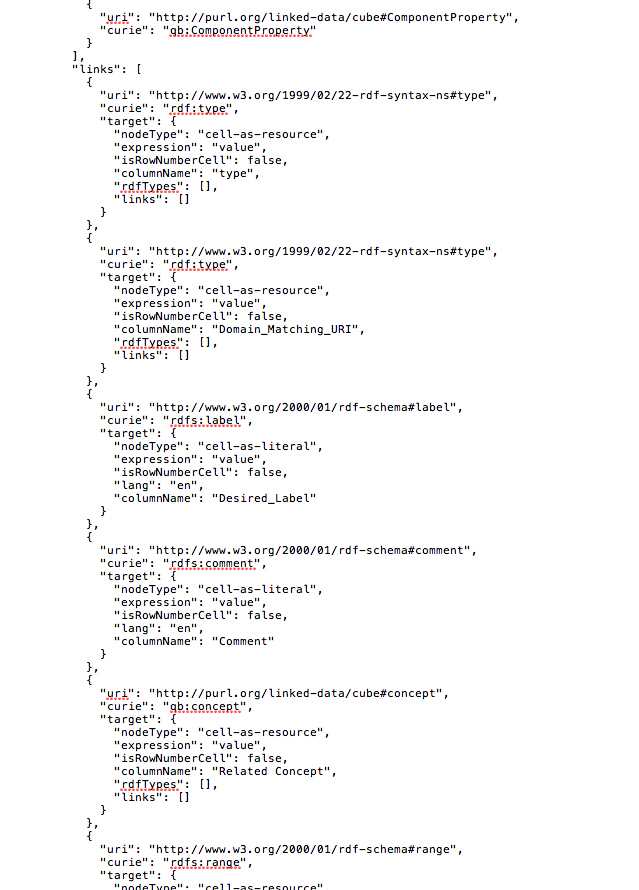 {
"uri": "http://purl.org/linked-data/cube#ComponentProperty",
"curie": "qb:ComponentProperty"
}
],
"links": [
{
"uri": "http://www.w3.org/1999/02/22-rdf-syntax-ns#type",
"curie": "rdf:type",
"target": {
"nodeType": "cell-as-resource",
"expression": "value",
"isRowNumberCell": false,
"columnName": "type",
"rdfTypes": [],
"links": []
}
},
{
"uri": "http://www.w3.org/1999/02/22-rdf-syntax-ns#type",
"curie": "rdf:type",
"target": {
"nodeType": "cell-as-resource",
"expression": "value",
"isRowNumberCell": false,
"columnName": "Domain_Matching_URI",
"rdfTypes": [],
"links": []
}
},
{
"uri": "http://www.w3.org/2000/01/rdf-schema#label",
"curie": "rdfs:label",
"target": {
"nodeType": "cell-as-literal",
"expression": "value",
"isRowNumberCell": false,
"lang": "en",
"columnName": "Desired_Label"
}
},
{
"uri": "http://www.w3.org/2000/01/rdf-schema#comment",
"curie": "rdfs:comment",
"target": {
"nodeType": "cell-as-literal",
"expression": "value",
"isRowNumberCell": false,
"lang": "en",
"columnName": "Comment"
}
},
{
"uri": "http://purl.org/linked-data/cube#concept",
"curie": "qb:concept",
"target": {
"nodeType": "cell-as-resource",
"expression": "value",
"isRowNumberCell": false,
"columnName": "Related Concept",
"rdfTypes": [],
"links": []
}
},
{
"uri": "http://www.w3.org/2000/01/rdf-schema#range",
"curie": "rdfs:range",
"target": {
"nodeType": "cell-as-resource"